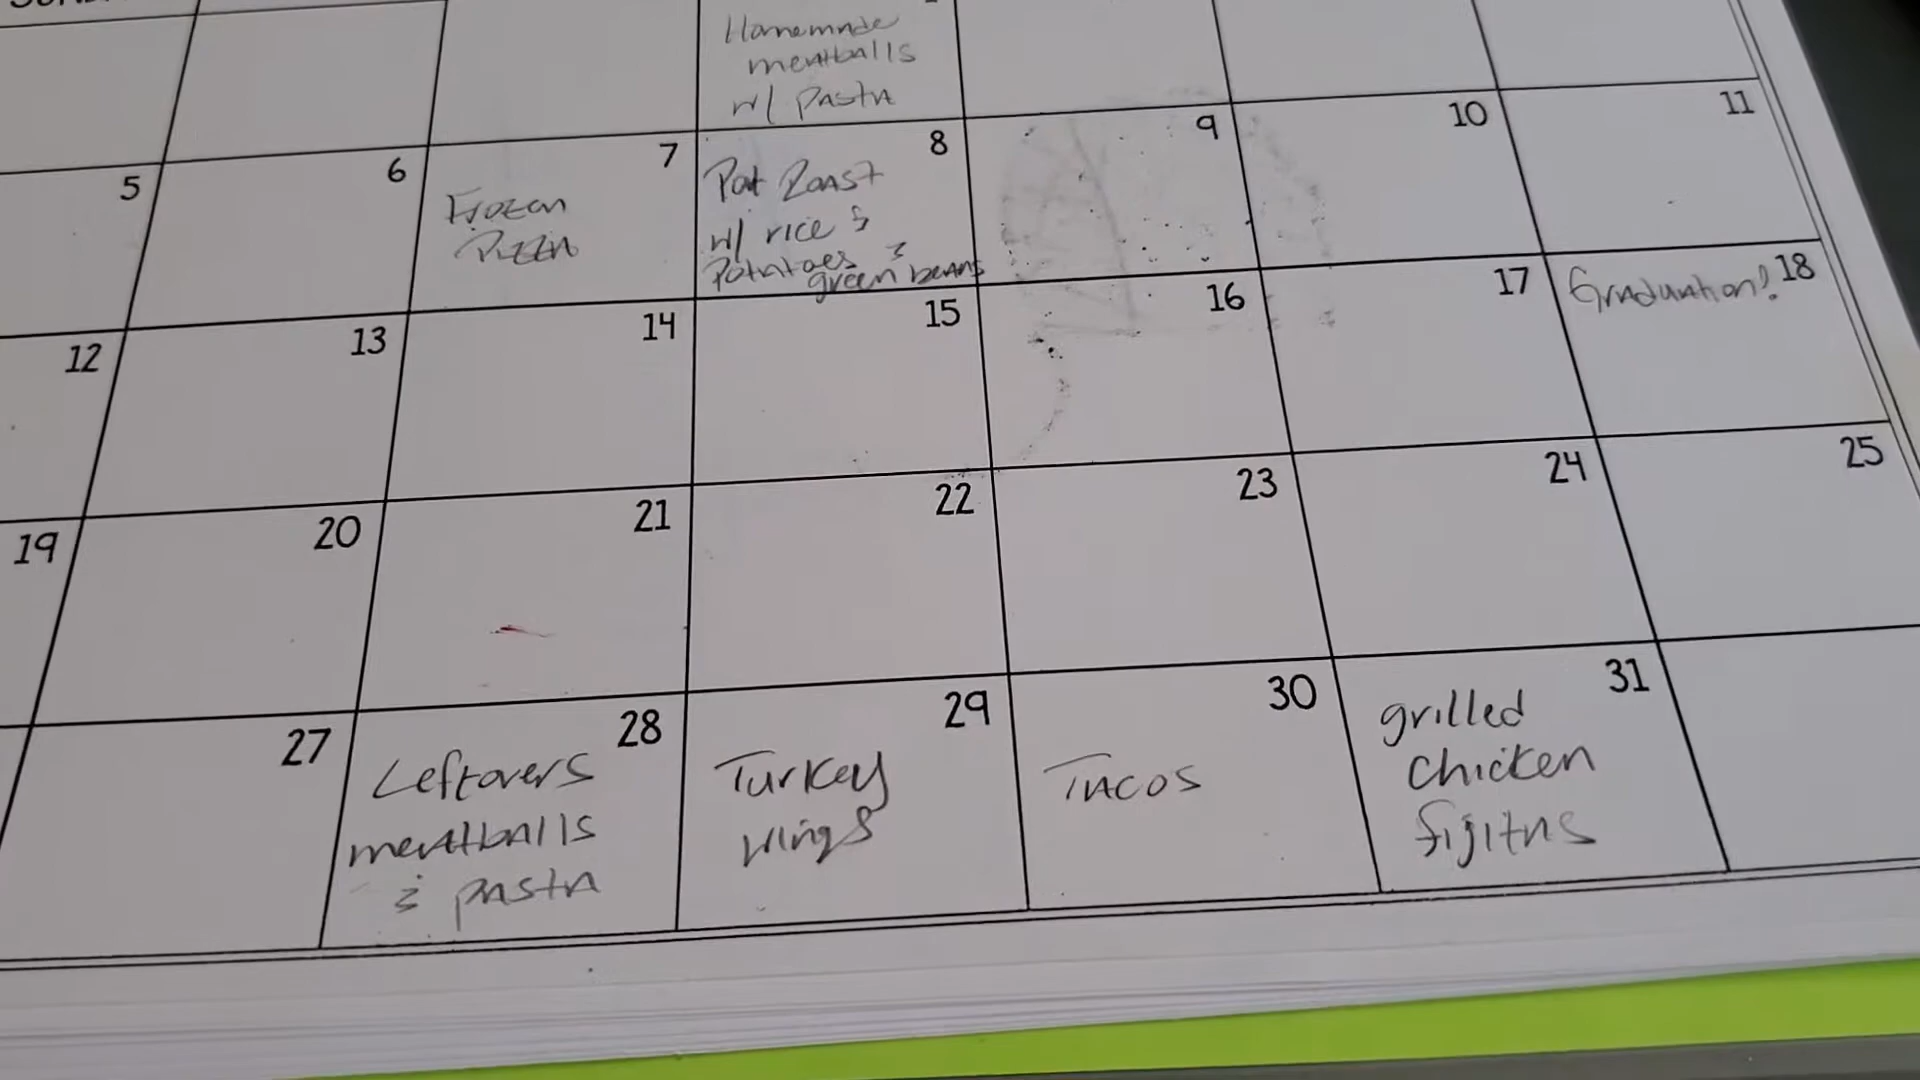 Homemade
meatballs
w/ pasta
5
6
7
8
9
10
11
Frozen
Pizza
Pot Roast
w/ rice &
Potatoes &
green beans
12
13
14
15
16
17
18
Graduation!
19
20
21
22
23
24
25
27
28
29
30
31
Leftovers
meatballs
& pasta
Turkey
wings
Tacos
grilled
chicken
fijitas